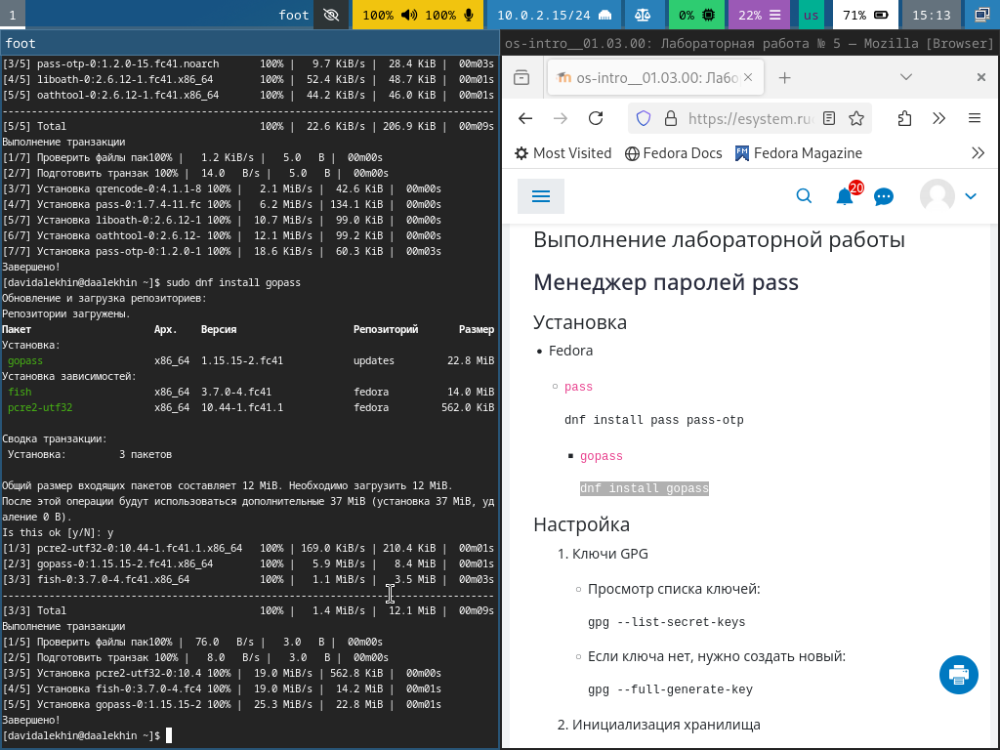 1
foot
100%
100%
10.0.2.15/24
0%
22%
us
71%
15:13
foot
[3/5] pass-otp-0:1.2.0-15.fc41.noarch 100% | 9.7 KiB/s | 28.4 KiB | 00m03s
[4/5] liboath-0:2.6.12-1.fc41.x86_64 100% | 52.4 KiB/s | 48.7 KiB | 00m01s
[5/5] oathtool-0:2.6.12-1.fc41.x86_64 100% | 44.2 KiB/s | 46.0 KiB | 00m01s
--------------------------------------------------------------------------------
[5/5] Total 100% | 22.6 KiB/s | 206.9 KiB | 00m09s
Выполнение транзакции
[1/7] Проверить файлы пак100% | 1.2 KiB/s | 5.0 B | 00m00s
[2/7] Подготовить транзак 100% | 14.0 B/s | 5.0 B | 00m00s
[3/7] Установка qrencode-0:4.1.1-8 100% | 2.1 MiB/s | 42.6 KiB | 00m00s
[4/7] Установка pass-0:1.7.4-11.fc 100% | 6.2 MiB/s | 134.1 KiB | 00m00s
[5/7] Установка liboath-0:2.6.12-1 100% | 10.7 MiB/s | 99.0 KiB | 00m00s
[6/7] Установка oathtool-0:2.6.12- 100% | 12.1 MiB/s | 99.2 KiB | 00m00s
[7/7] Установка pass-otp-0:1.2.0-1 100% | 18.6 KiB/s | 60.3 KiB | 00m03s
Завершено!
[davidalekhin@daalekhin ~]$ sudo dnf install gopass
Обновление и загрузка репозиториев:
Репозитории загружены.
Пакет Арх. Версия Репозиторий Размер
Установка:
gopass x86_64 1.15.15-2.fc41 updates 22.8 MiB
Установка зависимостей:
fish x86_64 3.7.0-4.fc41 fedora 14.0 MiB
pcre2-utf32 x86_64 10.44-1.fc41.1 fedora 562.0 KiB
Сводка транзакции:
Установка: 3 пакетов
Общий размер входящих пакетов составляет 12 MiB. Необходимо загрузить 12 MiB.
После этой операции будут использоваться дополнительные 37 MiB (установка 37 MiB, уд
аление 0 B).
Is this ok [y/N]: y
[1/3] pcre2-utf32-0:10.44-1.fc41.1.x86_64 100% | 169.0 KiB/s | 210.4 KiB | 00m01s
[2/3] gopass-0:1.15.15-2.fc41.x86_64 100% | 5.9 MiB/s | 8.4 MiB | 00m01s
[3/3] fish-0:3.7.0-4.fc41.x86_64 100% | 1.1 MiB/s | 3.5 MiB | 00m03s
--------------------------------------------------------------------------------
[3/3] Total 100% | 1.4 MiB/s | 12.1 MiB | 00m09s
Выполнение транзакции
[1/5] Проверить файлы пак100% | 76.0 B/s | 3.0 B | 00m00s
[2/5] Подготовить транзак 100% | 8.0 B/s | 3.0 B | 00m00s
[3/5] Установка pcre2-utf32-0:10.4 100% | 19.0 MiB/s | 562.8 KiB | 00m00s
[4/5] Установка fish-0:3.7.0-4.fc4 100% | 19.0 MiB/s | 14.2 MiB | 00m01s
[5/5] Установка gopass-0:1.15.15-2 100% | 25.3 MiB/s | 22.8 MiB | 00m01s
Завершено!
[davidalekhin@daalekhin ~]$
os-intro__01.03.00: Лабораторная работа № 5 — Mozilla [Browser]
os-intro__01.03.00: Лабо
https://esystem.ru
Most Visited
Fedora Docs
Fedora Magazine
20
Выполнение лабораторной работы
Менеджер паролей pass
Установка
• Fedora
pass
dnf install pass pass-otp
gopass
dnf install gopass
Настройка
1. Ключи GPG
Просмотр списка ключей:
gpg --list-secret-keys
Если ключа нет, нужно создать новый:
gpg --full-generate-key
2. Инициализация хранилища